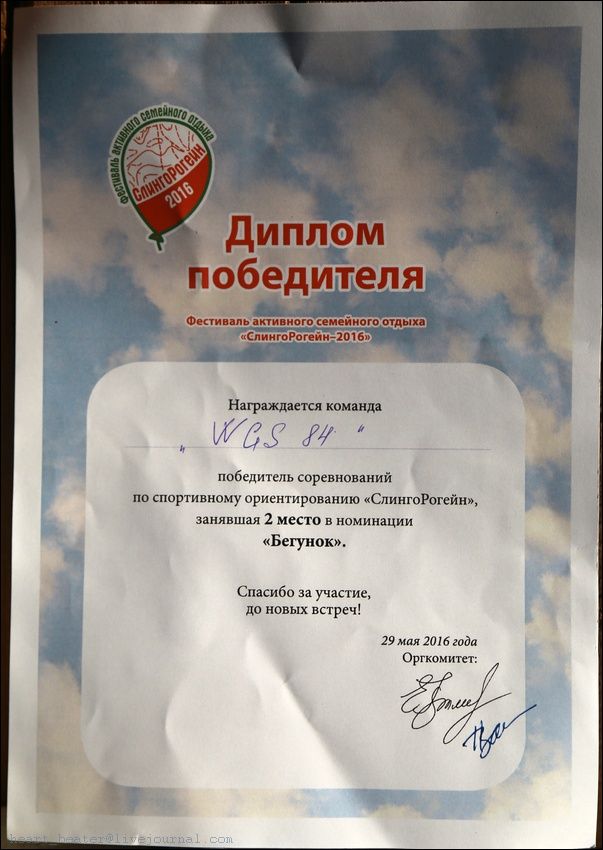 Фестиваль активного семейного отдыха
СлингоРогейн
2016
Диплом
победителя
Фестиваль активного семейного отдыха
«СлингоРогейн–2016»
Награждается команда
„ WGS 84 “
победитель соревнований
по спортивному ориентированию «СлингоРогейн»,
занявшая 2 место в номинации
«Бегунок».
Спасибо за участие,
до новых встреч!
29 мая 2016 года
Оргкомитет:
heart_beater@livejournal.com